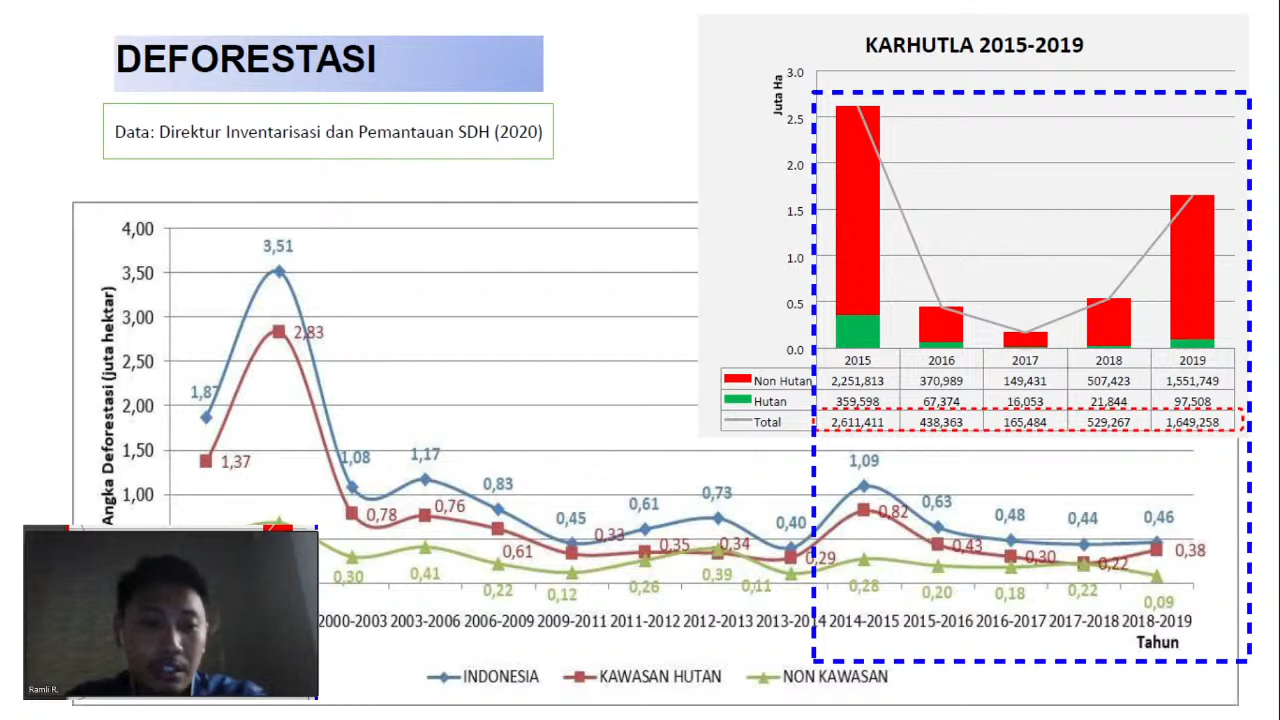 DEFORESTASI
Data: Direktur Inventarisasi dan Pemantauan SDH (2020)
KARHUTLA 2015-2019
Juta Ha
3.0
2.5
2.0
1.5
1.0
0.5
0.0
2015 2016 2017 2018 2019
Non Hutan 2,251,813 370,989 149,431 507,423 1,551,749
Hutan 359,598 67,374 16,053 21,844 97,508
Total 2,611,411 438,363 165,484 529,267 1,649,258
Angka Deforestasi (juta hektar)
4,00
3,50
3,00
2,50
2,00
1,50
1,00
1,87 3,51 1,08 1,17 0,83 0,45 0,61 0,73 0,40 1,09 0,63 0,48 0,44 0,46
1,37 2,83 0,78 0,76 0,61 0,33 0,35 0,34 0,29 0,82 0,43 0,30 0,22 0,38
0,30 0,41 0,22 0,12 0,26 0,39 0,11 0,28 0,20 0,18 0,22 0,09
2000-2003 2003-2006 2006-2009 2009-2011 2011-2012 2012-2013 2013-2014 2014-2015 2015-2016 2016-2017 2017-2018 2018-2019
Tahun
INDONESIA KAWASAN HUTAN NON KAWASAN
Ramli R.